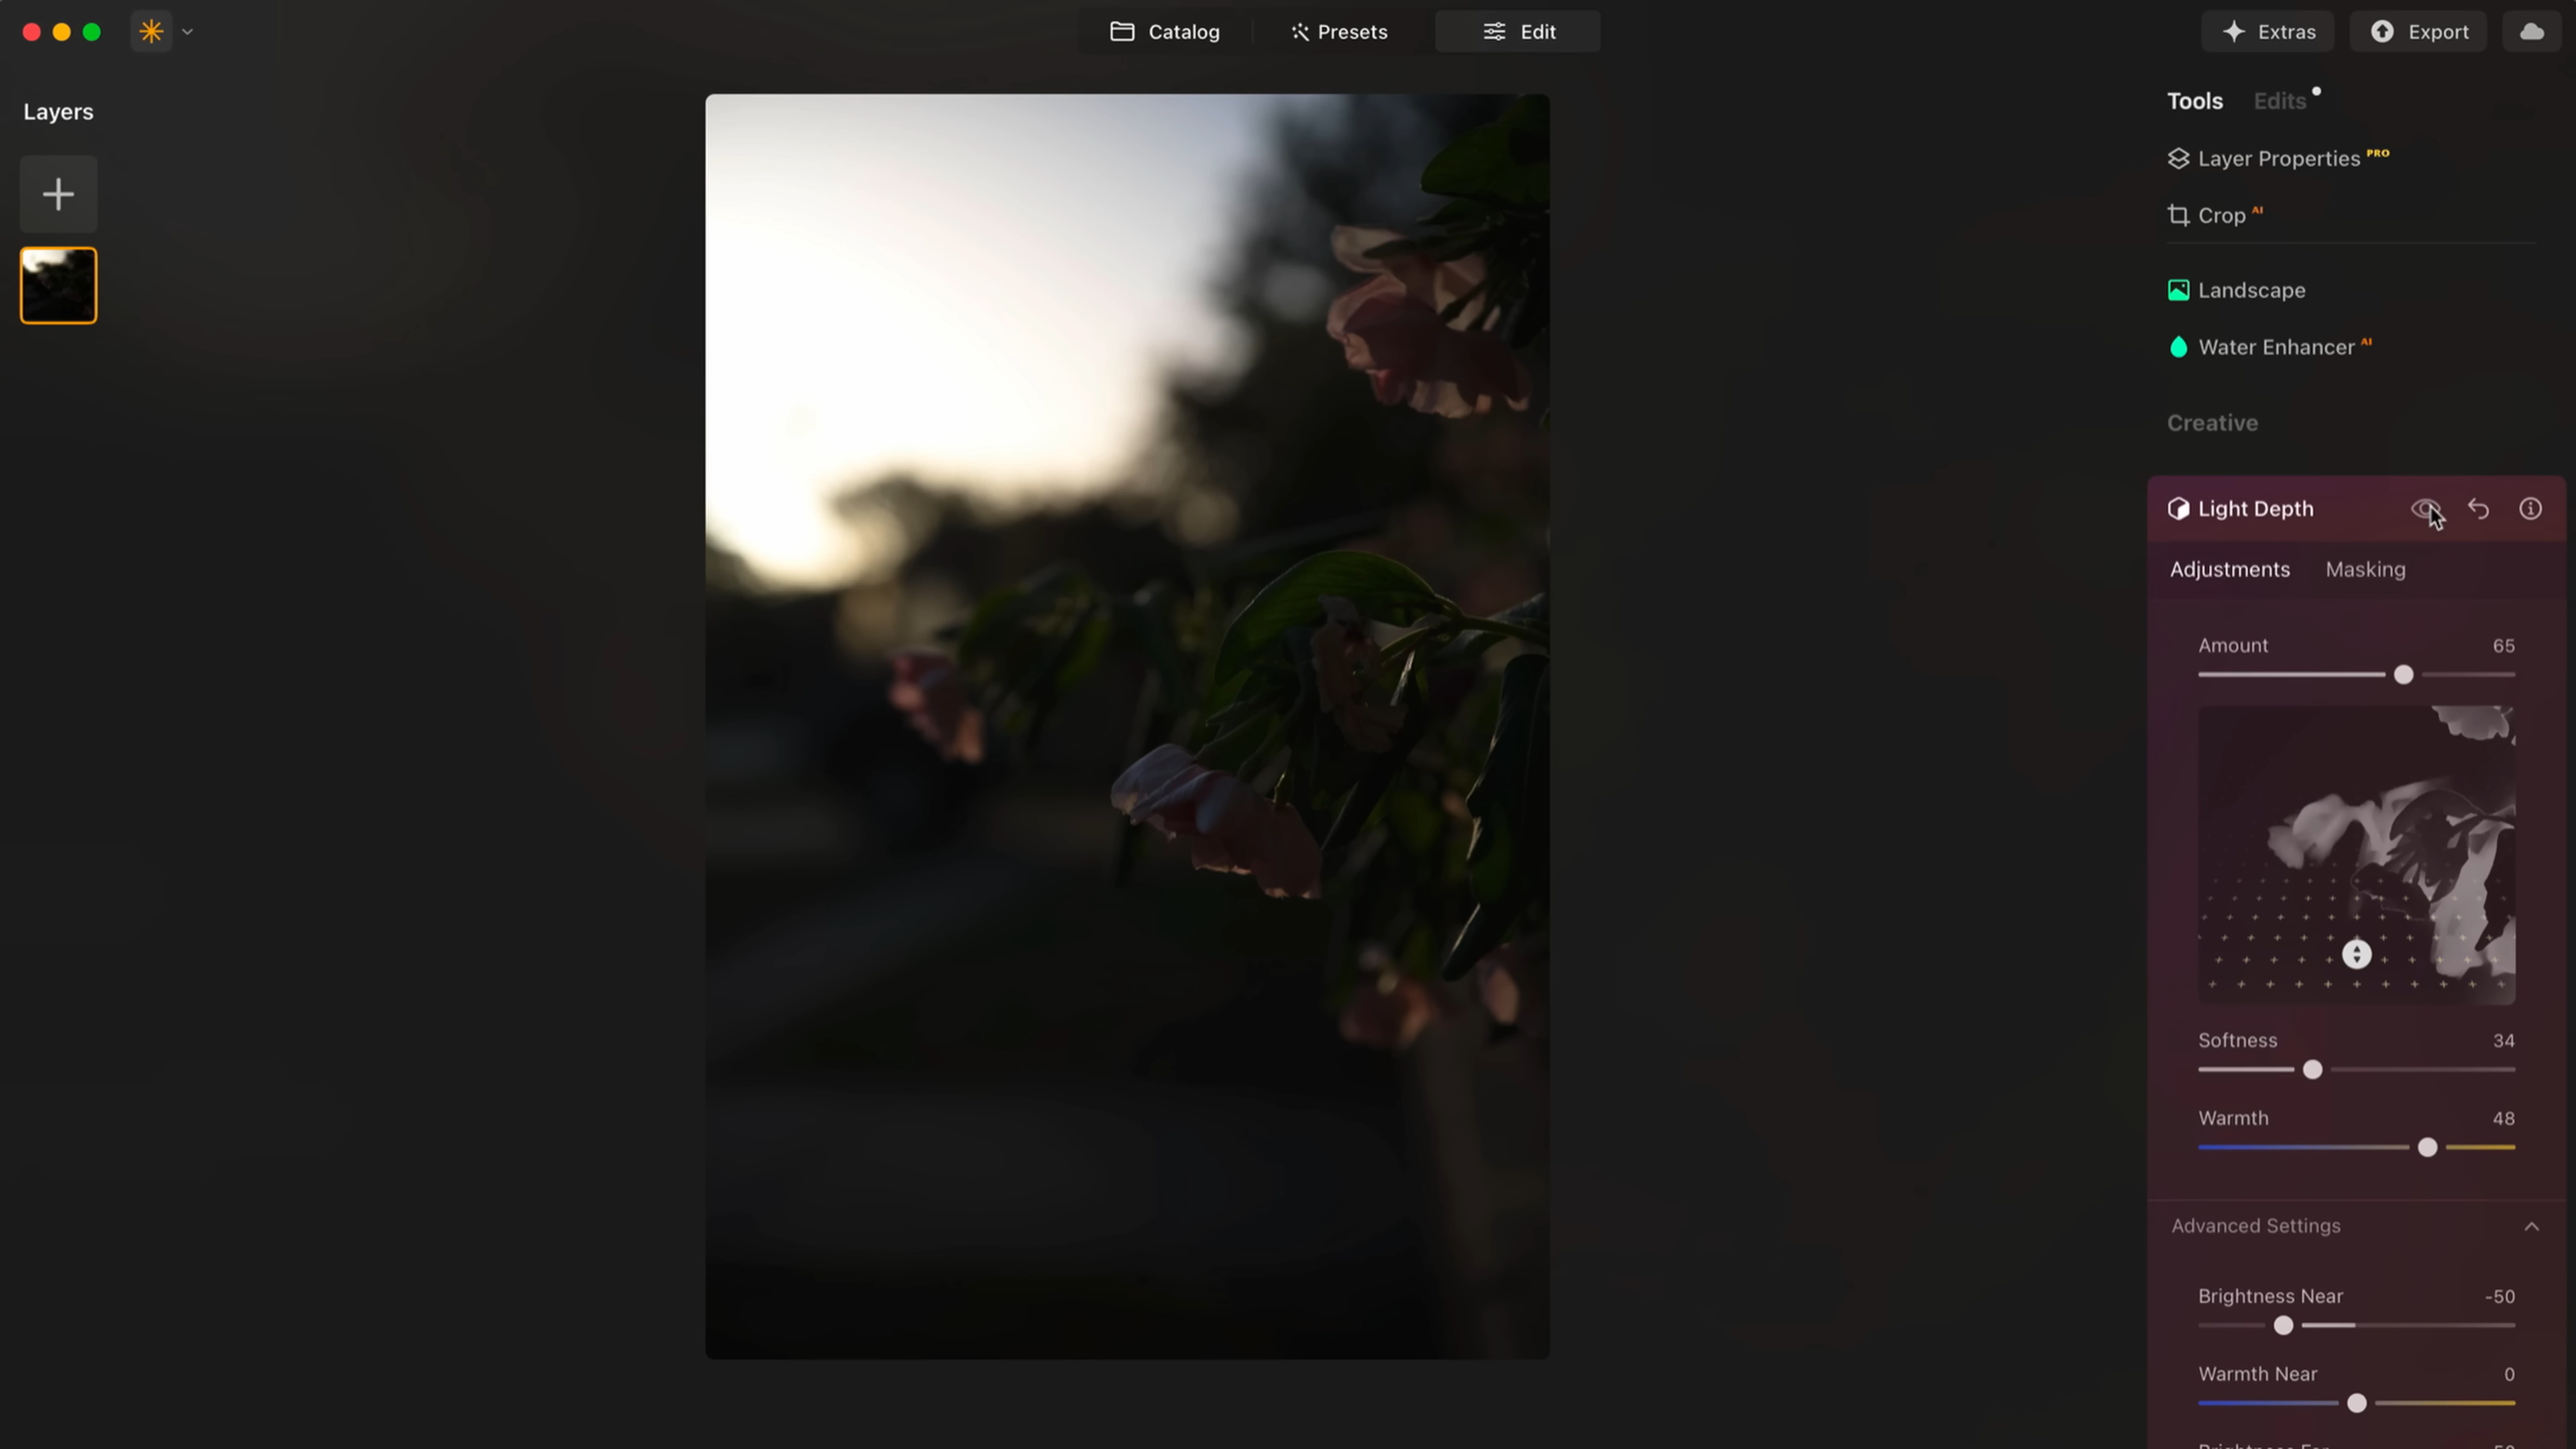 Catalog
Presets
Edit
Extras
Export
Layers
Tools
Edits
Layer Properties PRO
Crop AI
Landscape
Water Enhancer AI
Creative
Light Depth
Adjustments
Masking
Amount
65
Softness
34
Warmth
48
Advanced Settings
Brightness Near
-50
Warmth Near
0